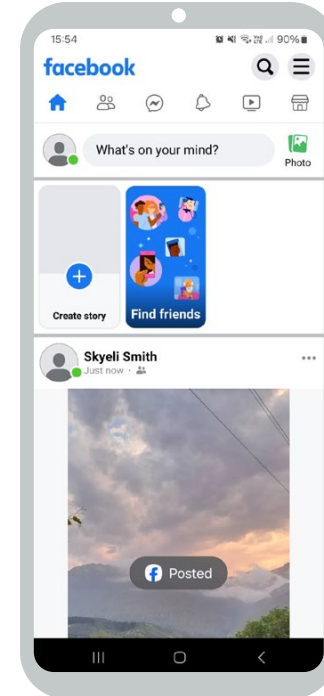 15:54
90%
facebook
What's on your mind?
Photo
Create story
Find friends
Skyeli Smith
Just now ·
Posted